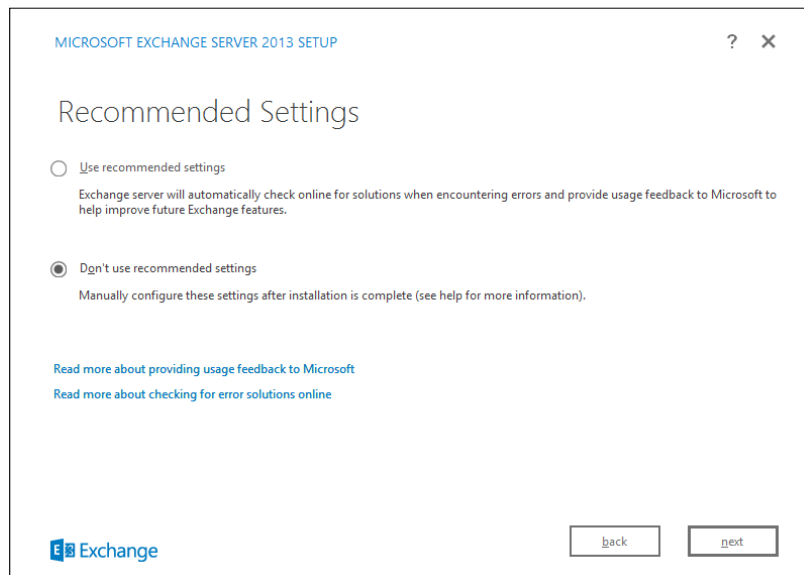 MICROSOFT EXCHANGE SERVER 2013 SETUP
?
Recommended Settings
Use recommended settings
Exchange server will automatically check online for solutions when encountering errors and provide usage feedback to Microsoft to
help improve future Exchange features.
Don't use recommended settings
Manually configure these settings after installation is complete (see help for more information).
Read more about providing usage feedback to Microsoft
Read more about checking for error solutions online
E Exchange
back
next